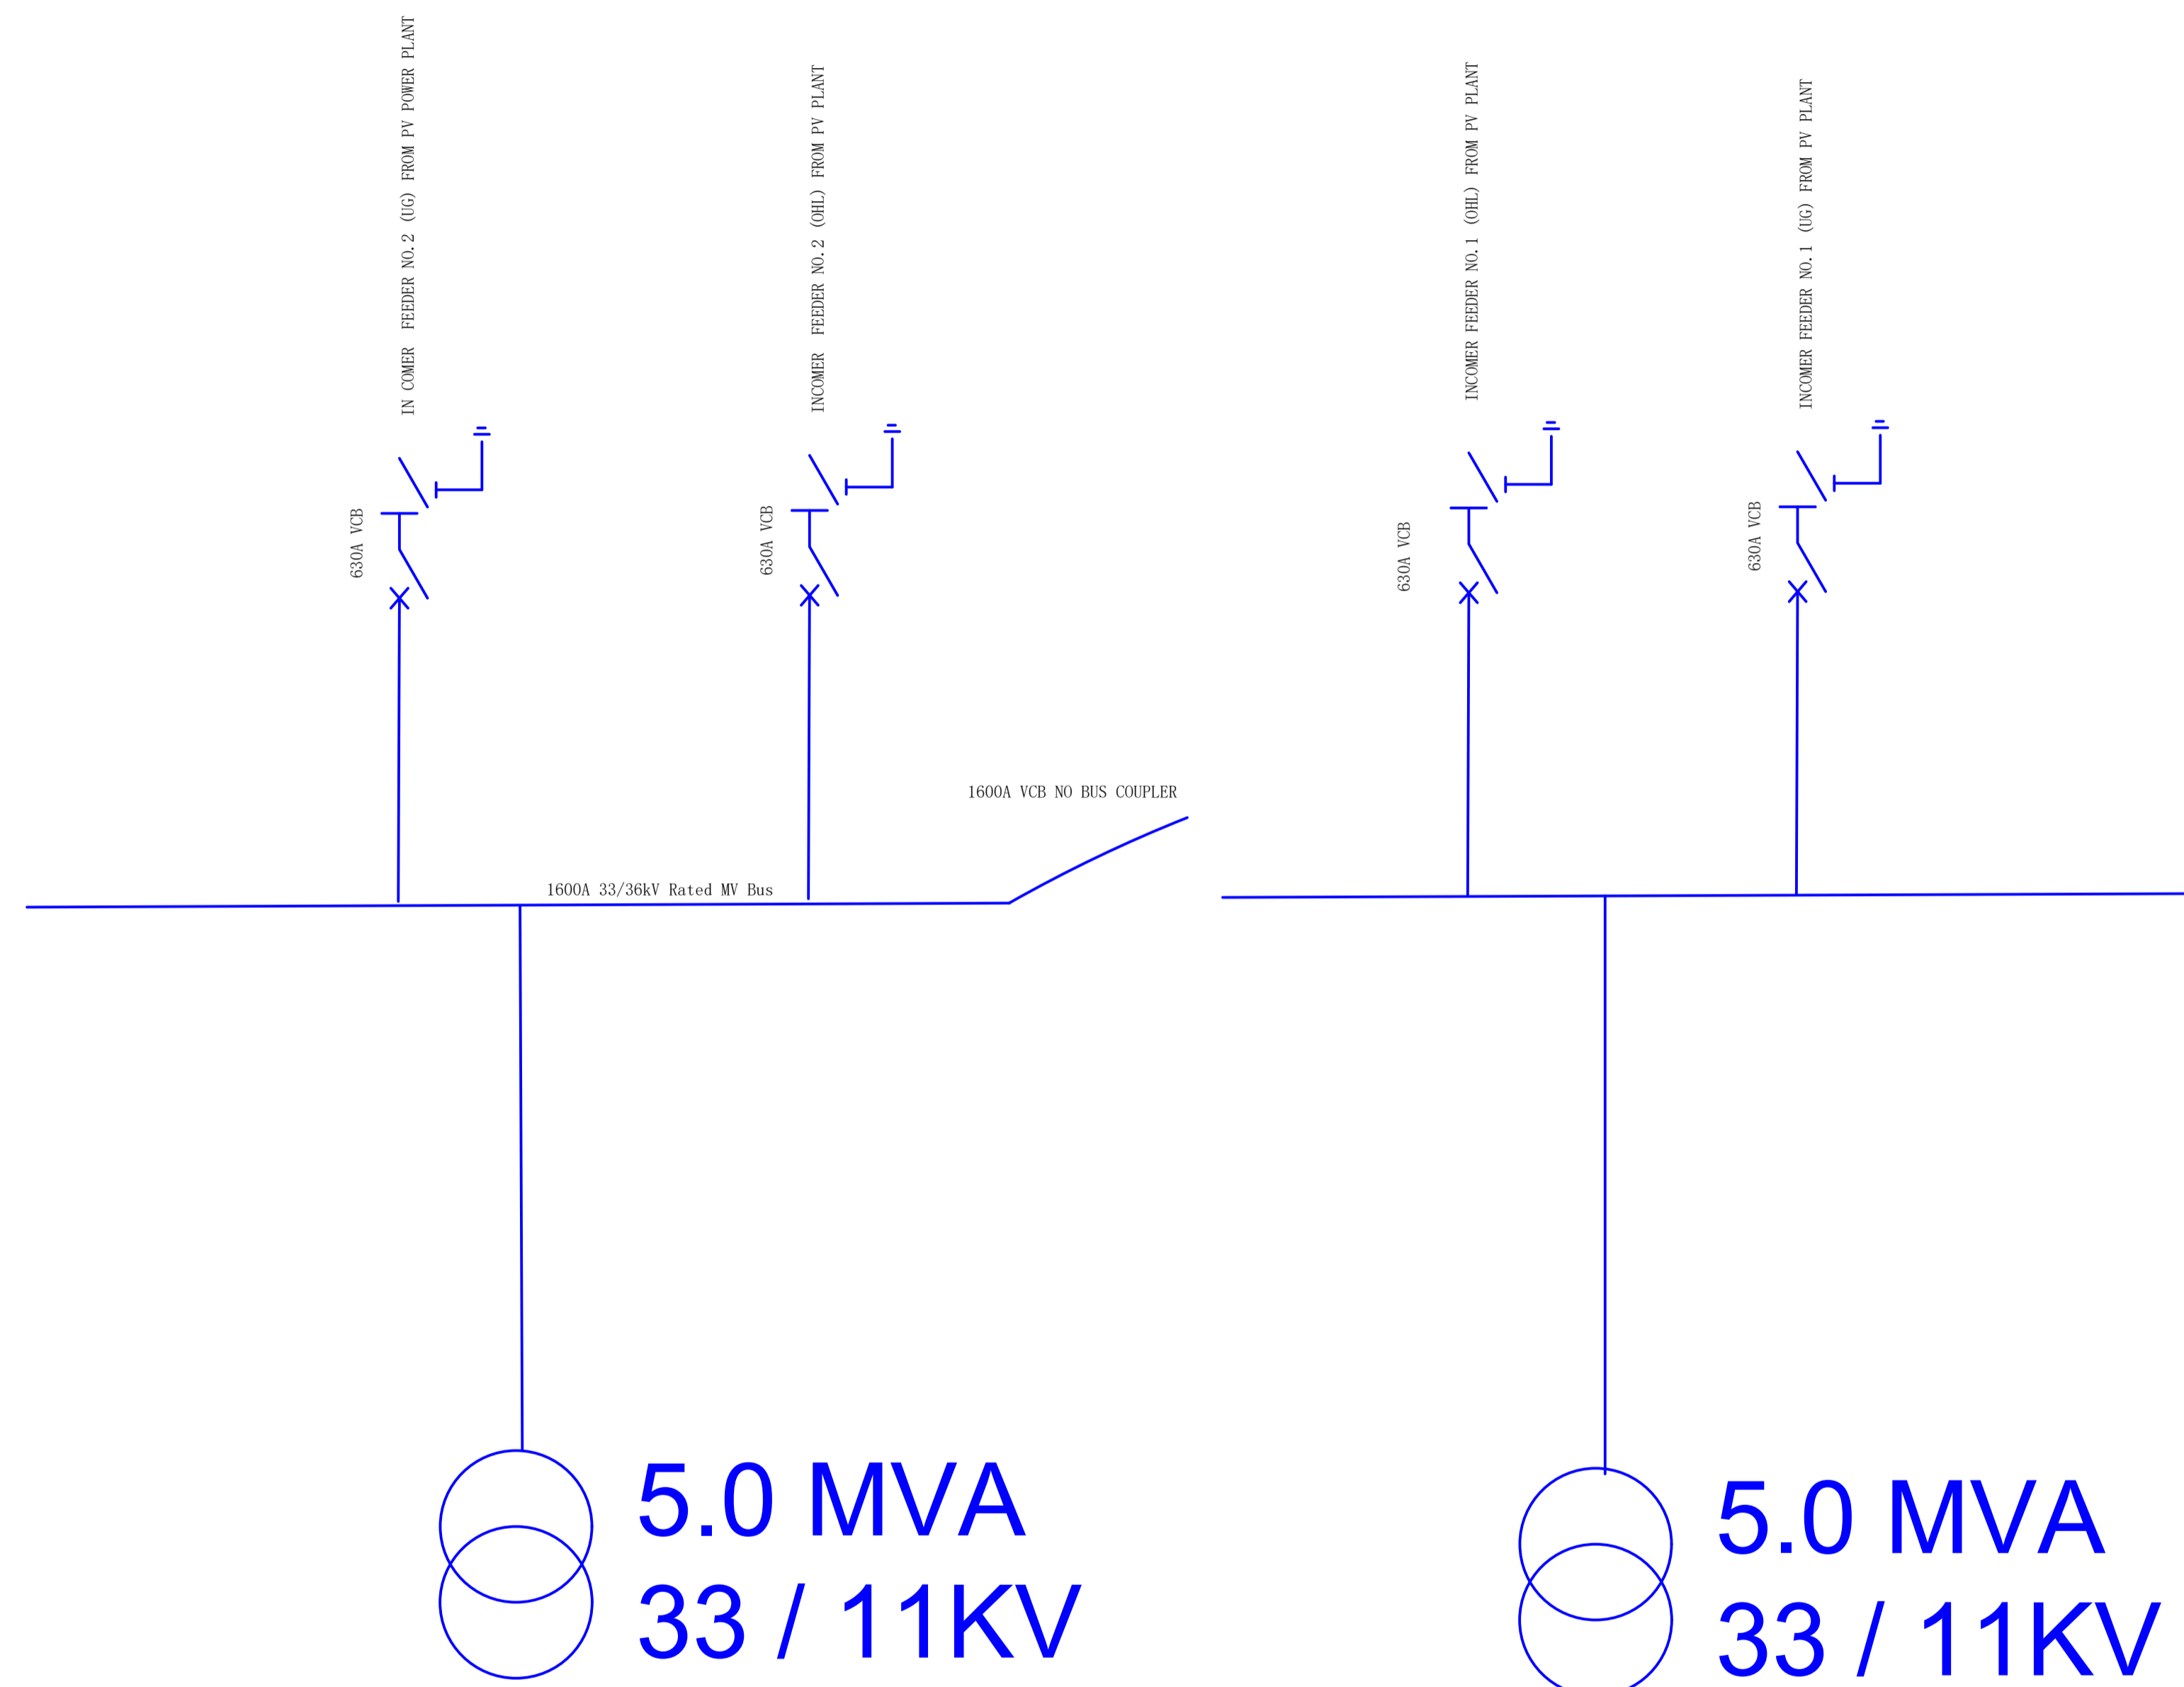 IN COMER  FEEDER NO.2 (UG) FROM PV POWER PLANT
INCOMER  FEEDER NO.2 (OHL) FROM PV PLANT
INCOMER FEEDER NO.1 (OHL) FROM PV PLANT
INCOMER FEEDER NO.1 (UG) FROM PV PLANT
630A VCB
630A VCB
630A VCB
630A VCB
1600A VCB NO BUS COUPLER
1600A 33/36kV Rated MV Bus
5.0 MVA
33 / 11KV
5.0 MVA
33 / 11KV